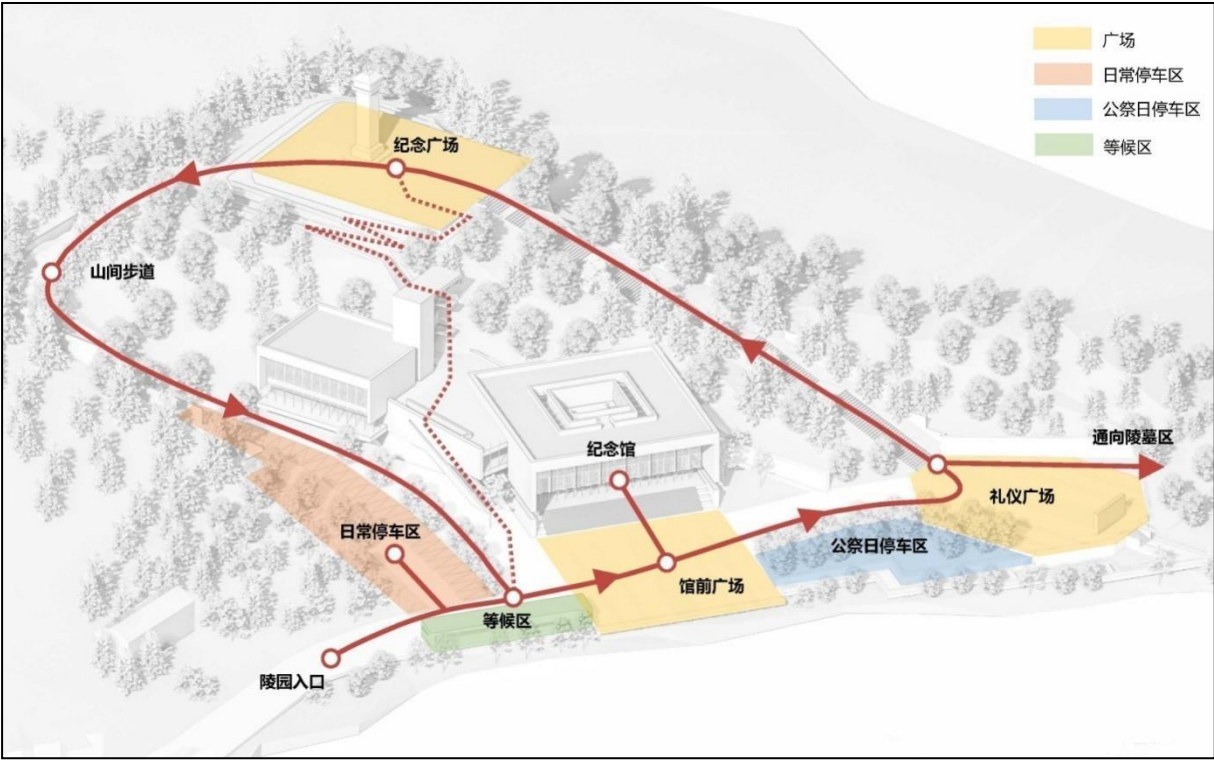 广场
日常停车区
公祭日停车区
等候区
纪念广场
山间步道
通向陵墓区
纪念馆
礼仪广场
日常停车区
公祭日停车区
馆前广场
等候区
陵园入口